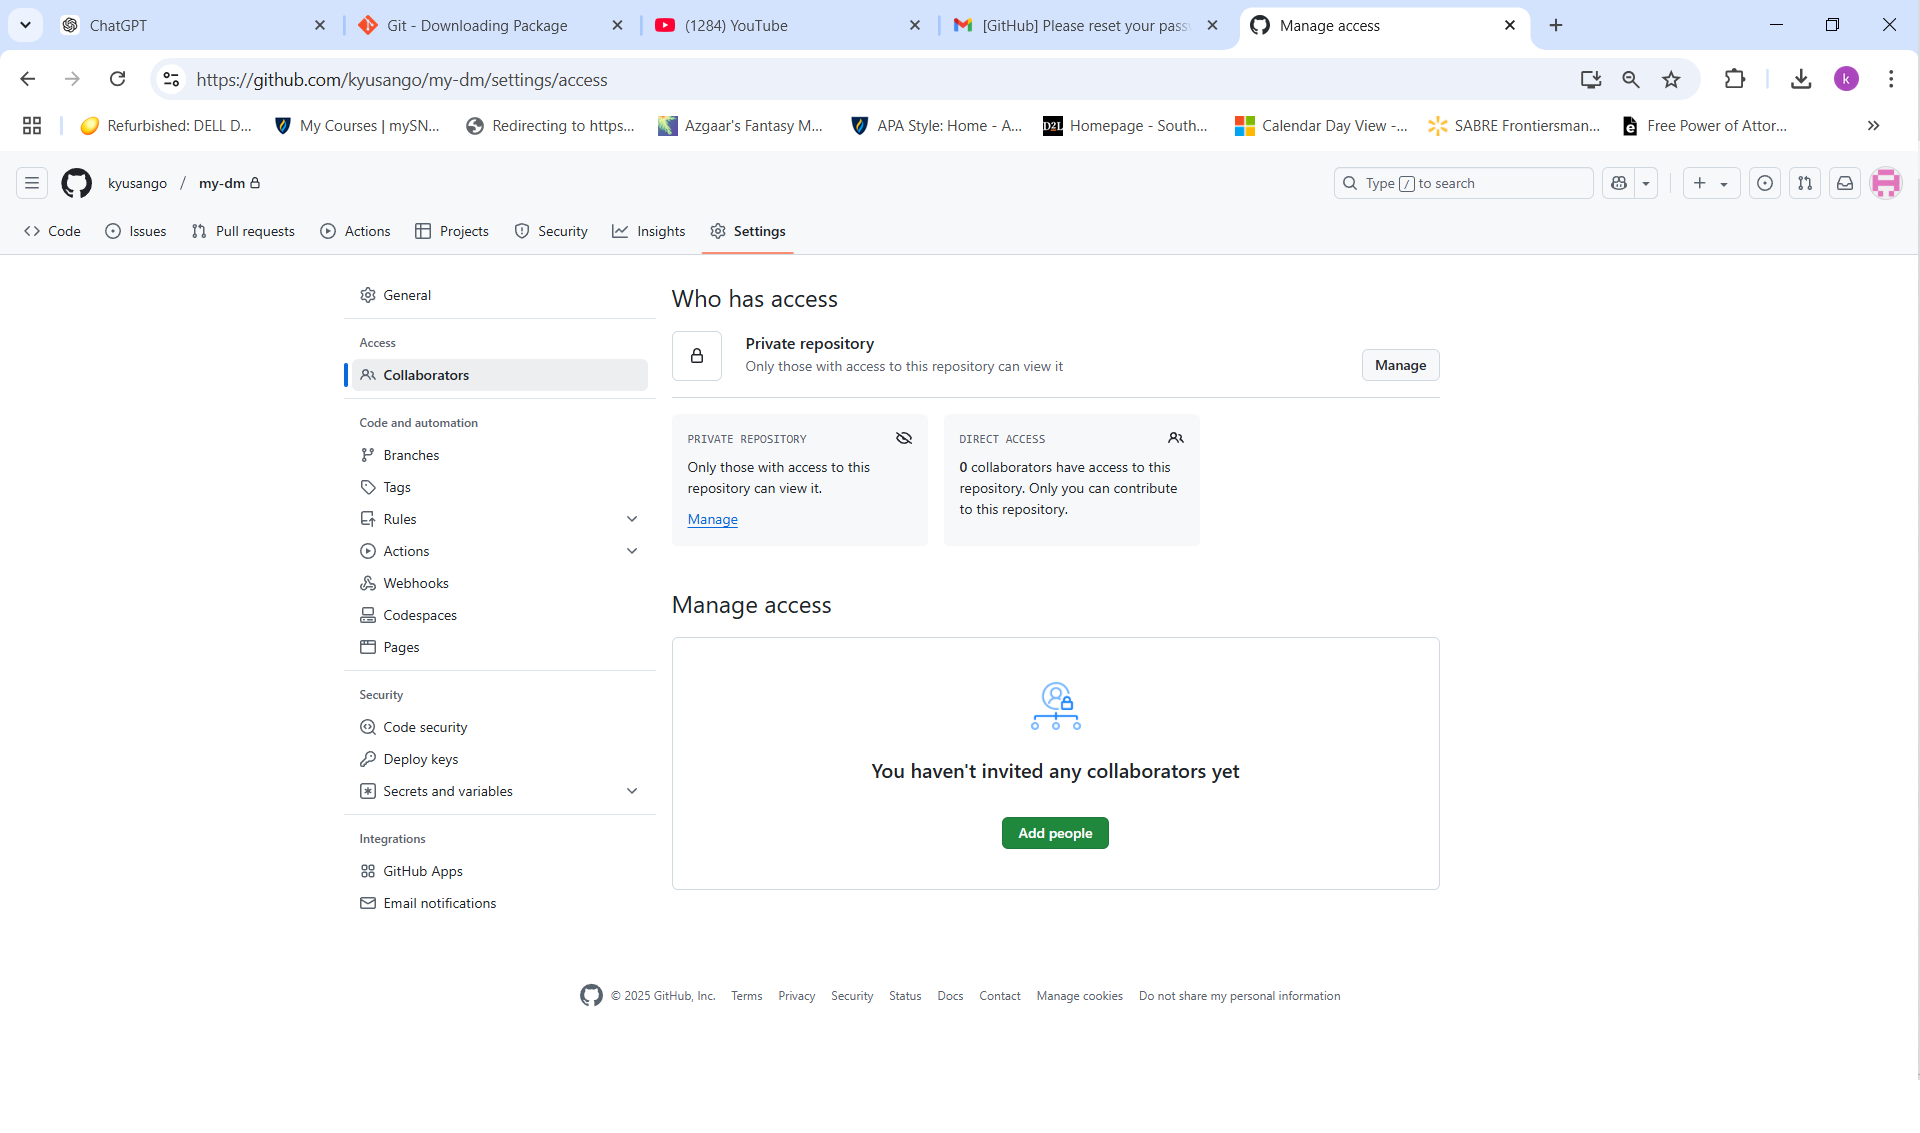 ChatGPT
Git - Downloading Package
(1284) YouTube
[GitHub] Please reset your pass
Manage access
https://github.com/kyusango/my-dm/settings/access
k
Refurbished: DELL D...
My Courses | mySN...
Redirecting to https...
Azgaar's Fantasy M...
APA Style: Home - A...
D2L
Homepage - South...
Calendar Day View -...
SABRE Frontiersman...
Free Power of Attor...
kyusango / my-dm
Type / to search
Code
Issues
Pull requests
Actions
Projects
Security
Insights
Settings
General
Access
Collaborators
Code and automation
Branches
Tags
Rules
Actions
Webhooks
Codespaces
Pages
Security
Code security
Deploy keys
Secrets and variables
Integrations
GitHub Apps
Email notifications
Who has access
Private repository
Only those with access to this repository can view it
Manage
PRIVATE REPOSITORY
Only those with access to this
repository can view it.
Manage
DIRECT ACCESS
0 collaborators have access to this
repository. Only you can contribute
to this repository.
Manage access
You haven't invited any collaborators yet
Add people
© 2025 GitHub, Inc.
Terms
Privacy
Security
Status
Docs
Contact
Manage cookies
Do not share my personal information